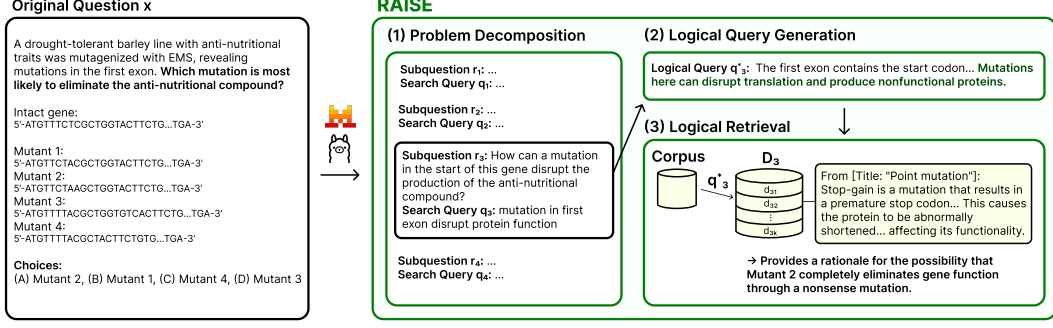 Original Question x
A drought-tolerant barley line with anti-nutritional
traits was mutagenized with EMS, revealing
mutations in the first exon. Which mutation is most
likely to eliminate the anti-nutritional compound?
Intact gene:
5'-ATGTTTCTCGCTGGTACTTCTG...TGA-3'
Mutant 1:
5'-ATGTTCTACGCTGGTACTTCTG...TGA-3'
Mutant 2:
5'-ATGTTCTAAGCTGGTACTTCTG...TGA-3'
Mutant 3:
5'-ATGTTTTACGCTGGTGTCACTTCTG...TGA-3'
Mutant 4:
5'-ATGTTTTACGCTACTTCTGTG...TGA-3'
Choices:
(A) Mutant 2, (B) Mutant 1, (C) Mutant 4, (D) Mutant 3
RAISE
(1) Problem Decomposition
Subquestion r₁: ...
Search Query q₁: ...
Subquestion r₂: ...
Search Query q₂: ...
Subquestion r₃: How can a mutation
in the start of this gene disrupt the
production of the anti-nutritional
compound?
Search Query q₃: mutation in first
exon disrupt protein function
Subquestion r₄: ...
Search Query q₄: ...
(2) Logical Query Generation
Logical Query q*₃: The first exon contains the start codon... Mutations
here can disrupt translation and produce nonfunctional proteins.
(3) Logical Retrieval
Corpus
q*₃
D₃
d₃₁
d₃₂
⋮
d₃ₖ
From [Title: "Point mutation"]:
Stop-gain is a mutation that results in
a premature stop codon... This causes
the protein to be abnormally
shortened... affecting its functionality.
→ Provides a rationale for the possibility that
Mutant 2 completely eliminates gene function
through a nonsense mutation.